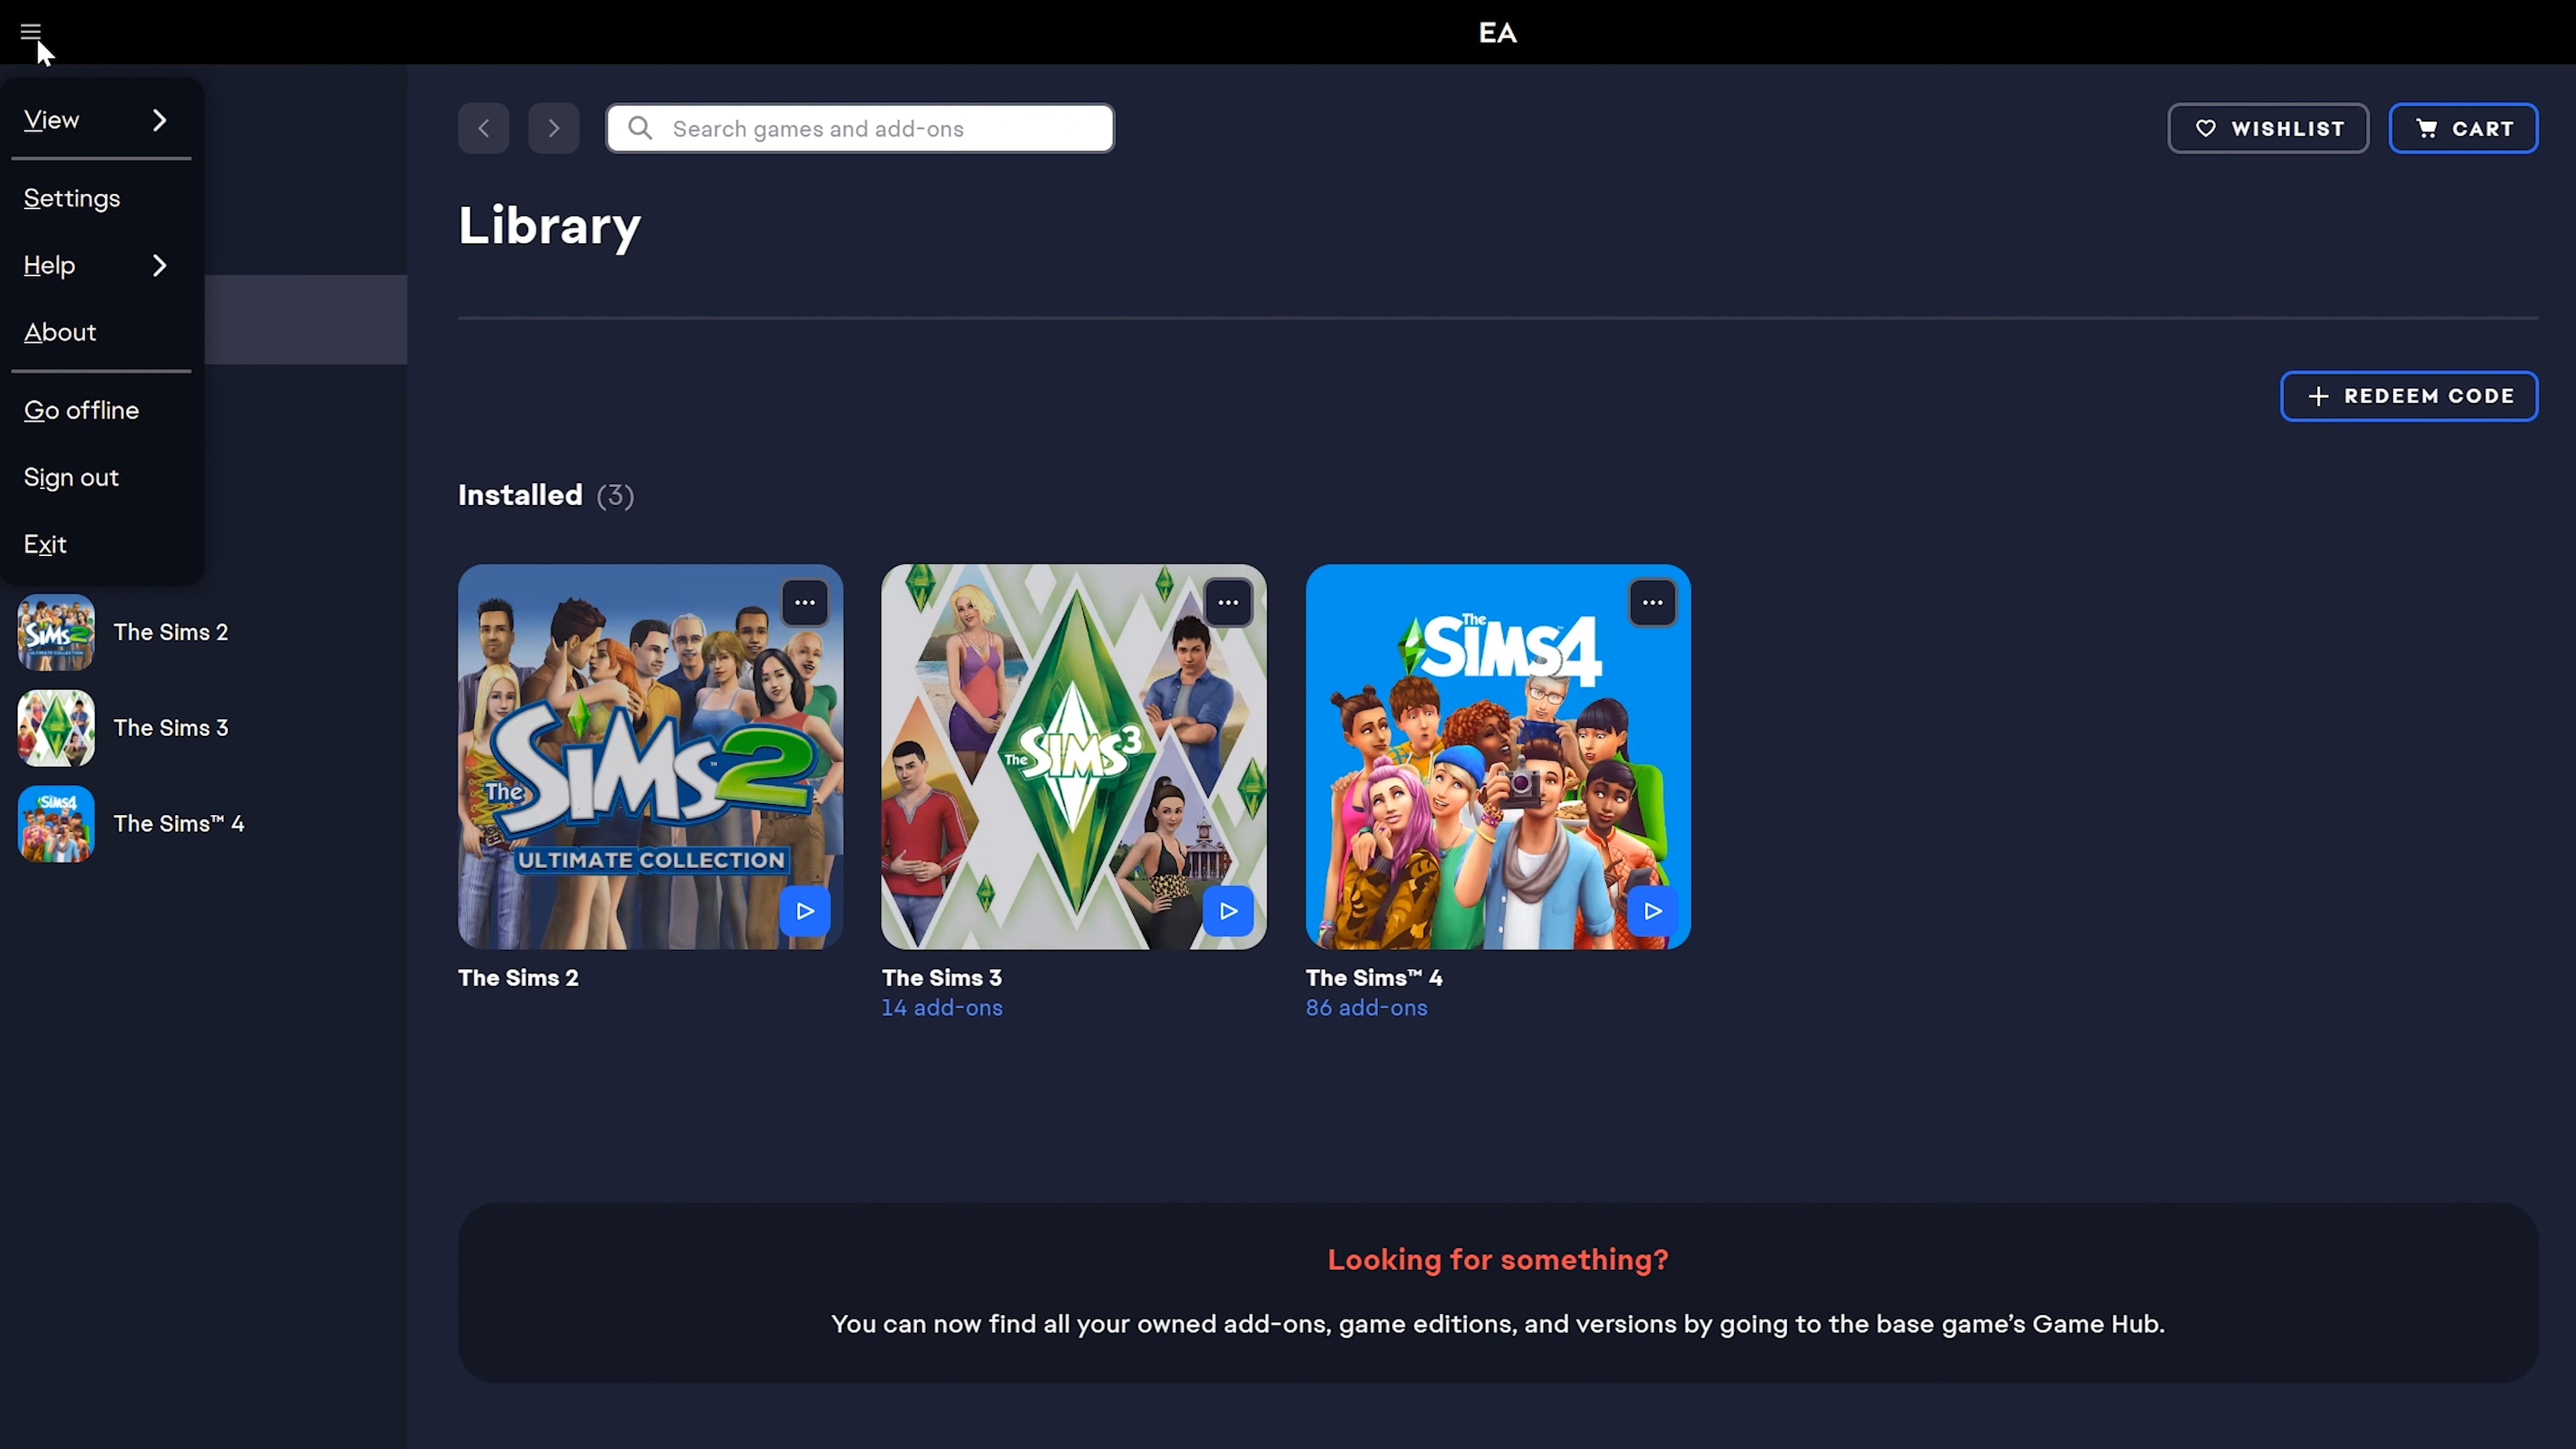 EA
View
Settings
Help
About
Go offline
Sign out
Exit
The Sims 2
The Sims 3
The Sims™ 4
Search games and add-ons
WISHLIST
CART
Library
REDEEM CODE
Installed (3)
The SIMS™ 2
ULTIMATE COLLECTION
The SIMS 3
The SIMS™ 4
The Sims 2
The Sims 3
14 add-ons
The Sims™ 4
86 add-ons
Looking for something?
You can now find all your owned add-ons, game editions, and versions by going to the base game’s Game Hub.